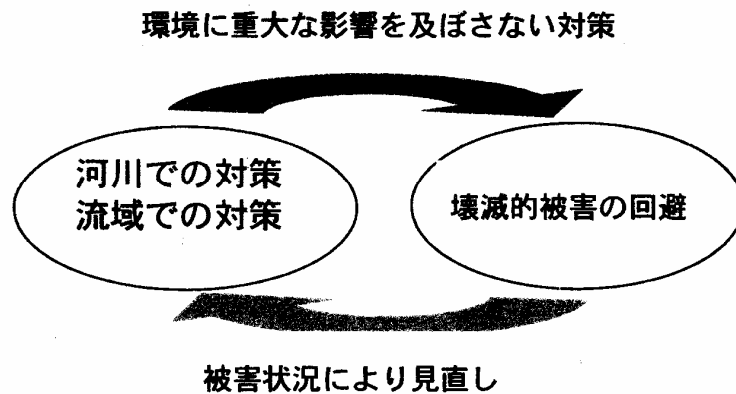 環境に重大な影響を及ぼさない対策
河川での対策
流域での対策
壊滅的被害の回避
被害状況により見直し